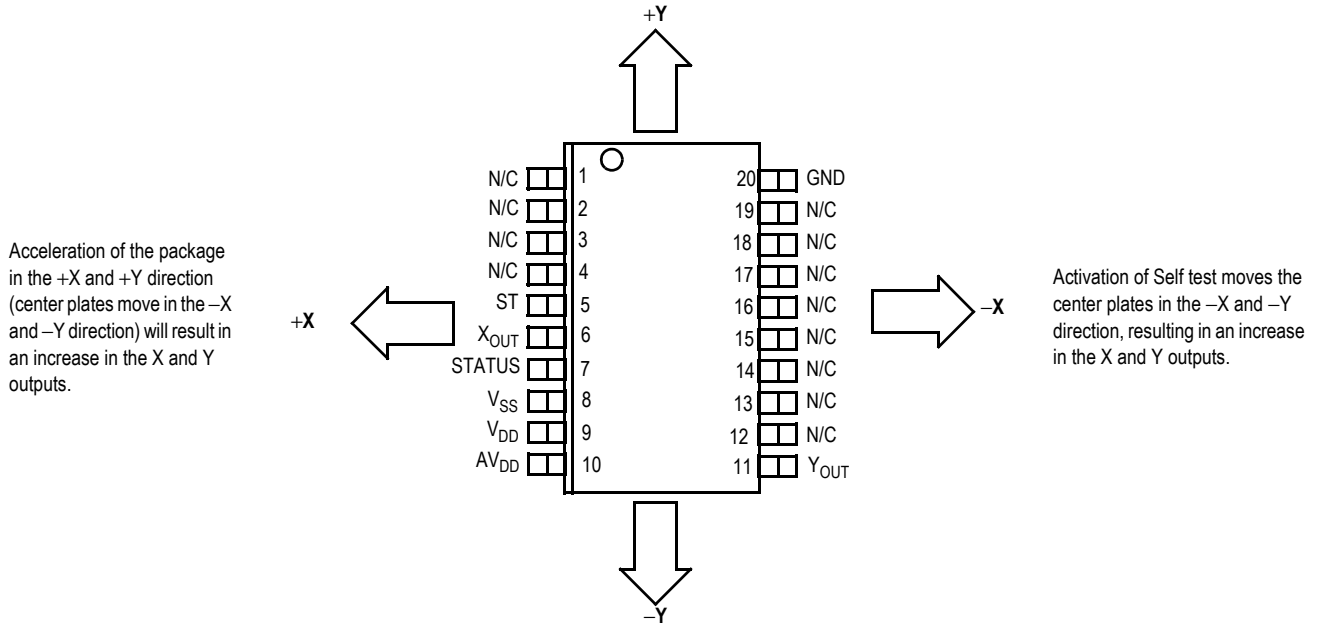 +Y
N/C 1
N/C 2
N/C 3
N/C 4
ST 5
XOUT 6
STATUS 7
VSS 8
VDD 9
AVDD 10
20 GND
19 N/C
18 N/C
17 N/C
16 N/C
15 N/C
14 N/C
13 N/C
12 N/C
11 YOUT
Acceleration of the package
in the +X and +Y direction
(center plates move in the –X
and –Y direction) will result in
an increase in the X and Y
outputs.
+X
–X
Activation of Self test moves the
center plates in the –X and –Y
direction, resulting in an increase
in the X and Y outputs.
–Y